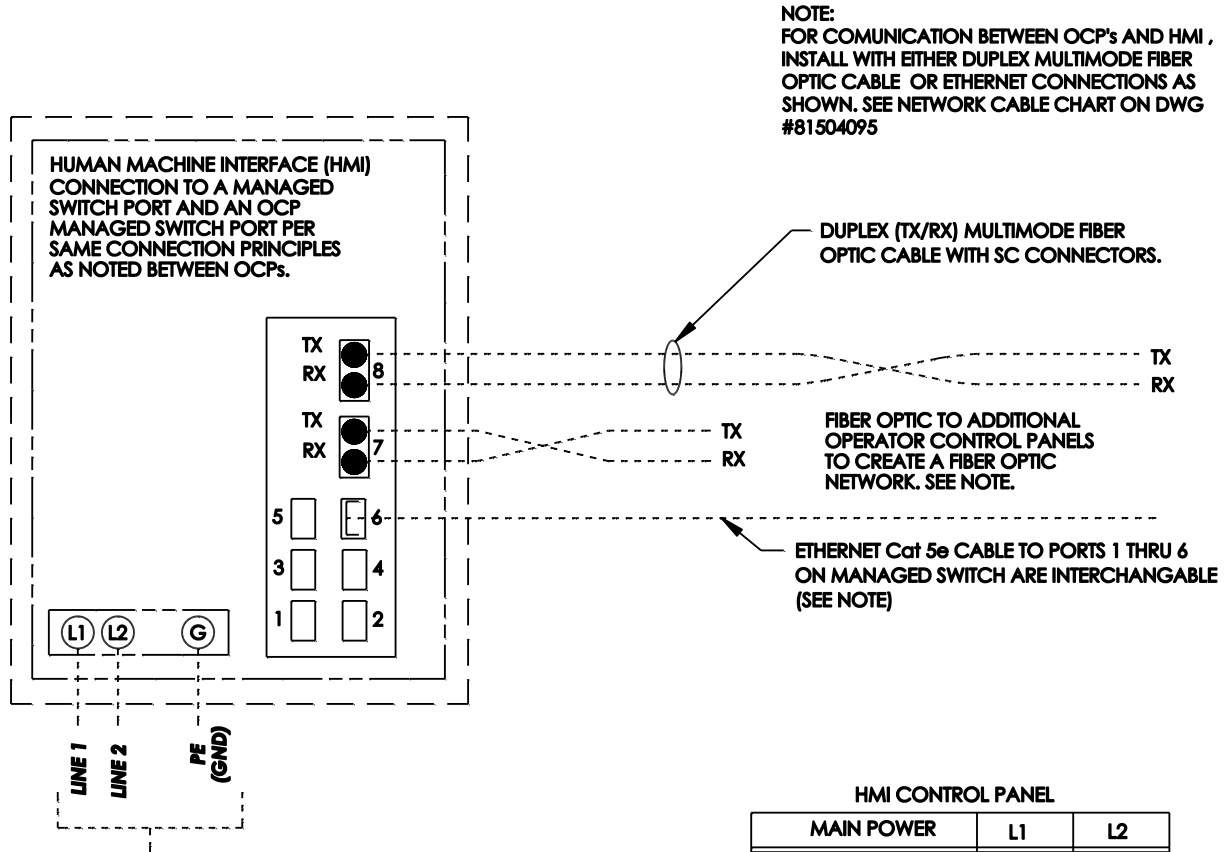 NOTE:
FOR COMUNICATION BETWEEN OCP's AND HMI ,
INSTALL WITH EITHER DUPLEX MULTIMODE FIBER
OPTIC CABLE OR ETHERNET CONNECTIONS AS
SHOWN. SEE NETWORK CABLE CHART ON DWG
#81504095
HUMAN MACHINE INTERFACE (HMI)
CONNECTION TO A MANAGED
SWITCH PORT AND AN OCP
MANAGED SWITCH PORT PER
SAME CONNECTION PRINCIPLES
AS NOTED BETWEEN OCPs.
DUPLEX (TX/RX) MULTIMODE FIBER
OPTIC CABLE WITH SC CONNECTORS.
TX
RX
8
TX
RX
TX
RX
7
TX
RX
FIBER OPTIC TO ADDITIONAL
OPERATOR CONTROL PANELS
TO CREATE A FIBER OPTIC
NETWORK. SEE NOTE.
5
6
3
4
1
2
ETHERNET Cat 5e CABLE TO PORTS 1 THRU 6
ON MANAGED SWITCH ARE INTERCHANGABLE
(SEE NOTE)
L1
L2
G
LINE 1
LINE 2
PE
(GND)
HMI CONTROL PANEL
MAIN POWER L1 L2